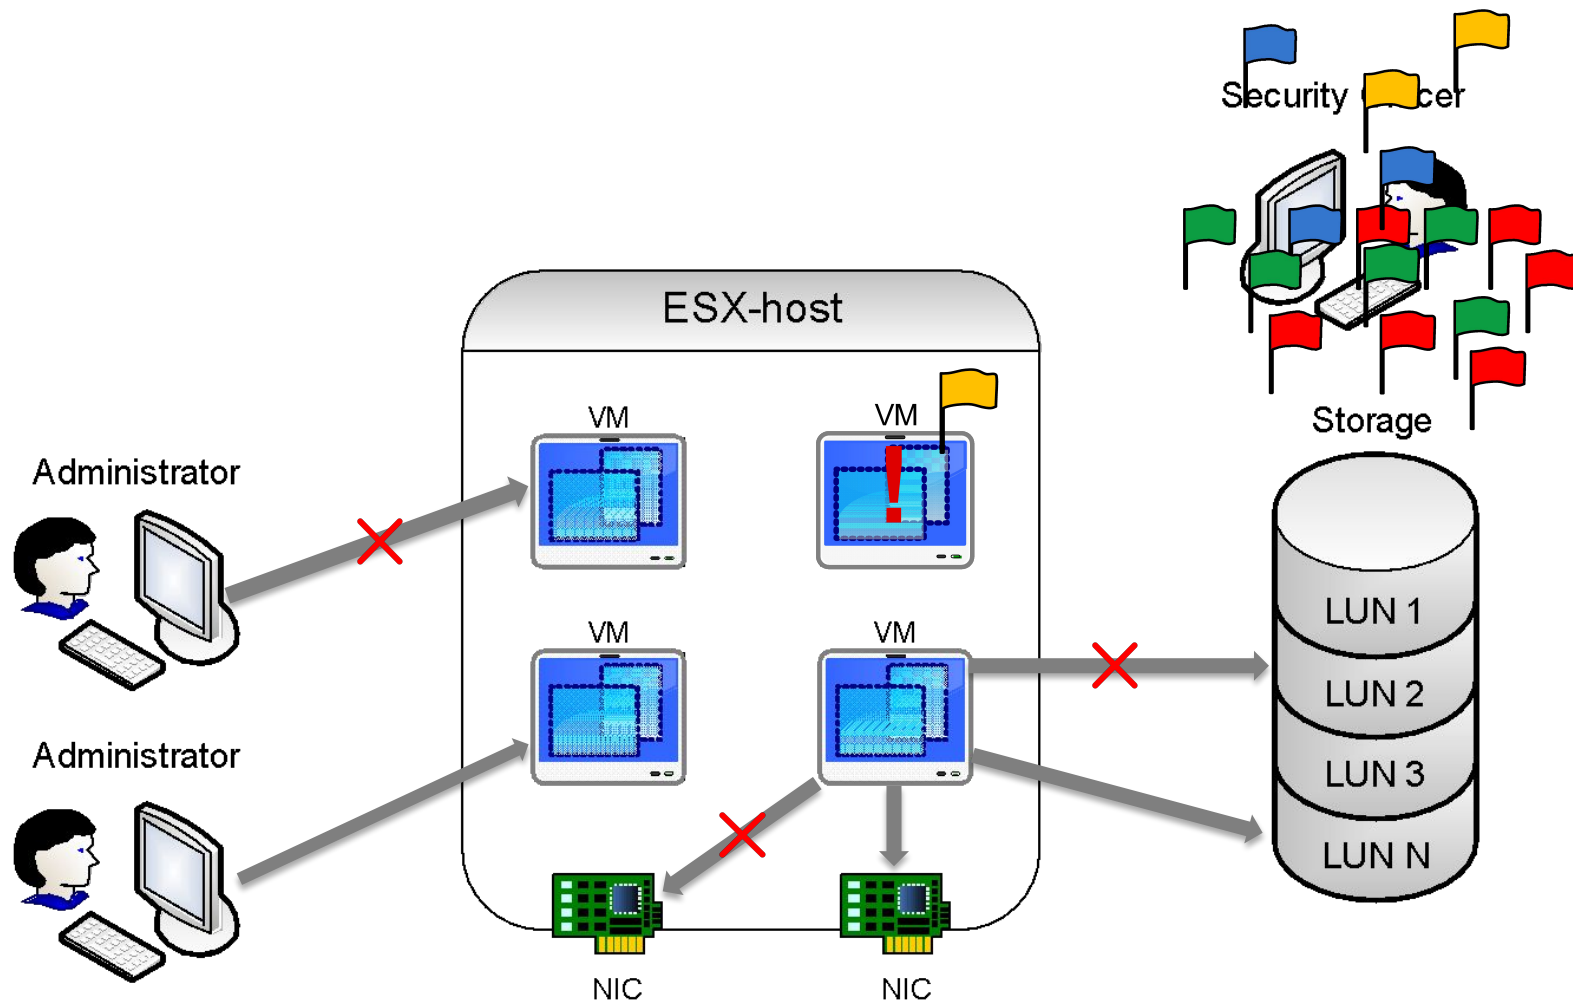 Security
ESX-host
VM
VM
Storage
Administrator
LUN 1
VM
VM
LUN 2
Administrator
LUN 3
LUN N
NIC
NIC